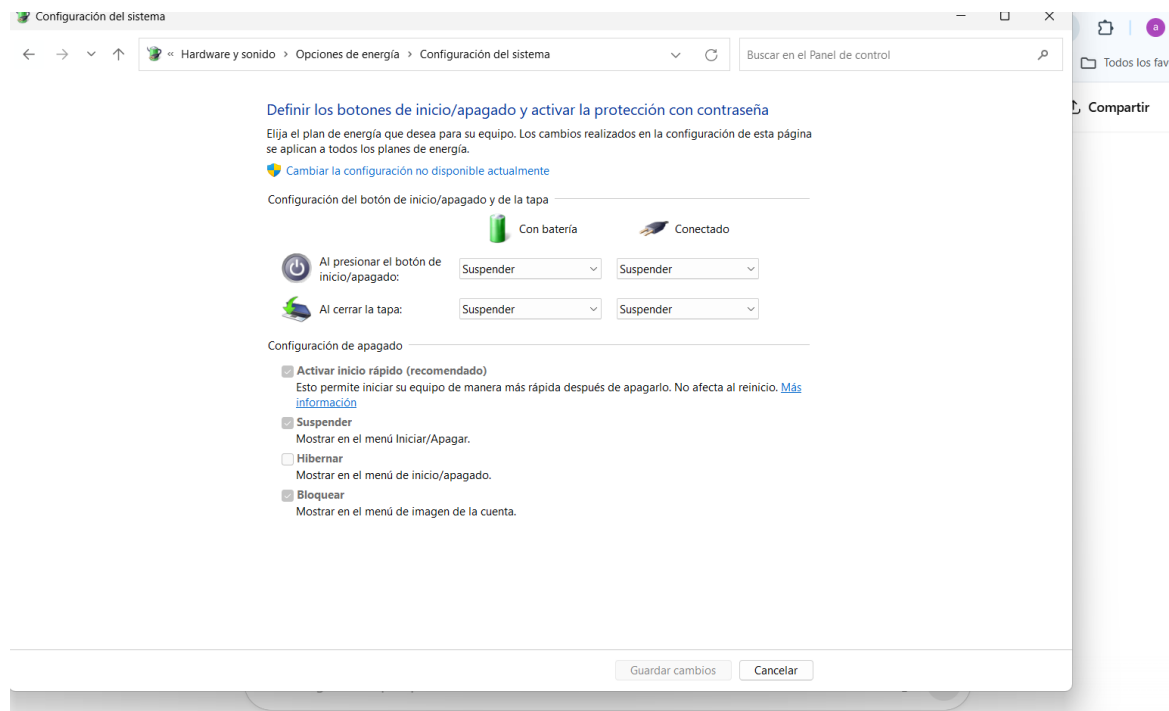 Configuración del sistema
« Hardware y sonido > Opciones de energía > Configuración del sistema
Buscar en el Panel de control
a
Todos los fav
Compartir
Definir los botones de inicio/apagado y activar la protección con contraseña
Elija el plan de energía que desea para su equipo. Los cambios realizados en la configuración de esta página
se aplican a todos los planes de energía.
Cambiar la configuración no disponible actualmente
Configuración del botón de inicio/apagado y de la tapa
Con batería
Conectado
Al presionar el botón de
inicio/apagado:
Suspender
Suspender
Al cerrar la tapa:
Suspender
Suspender
Configuración de apagado
Activar inicio rápido (recomendado)
Esto permite iniciar su equipo de manera más rápida después de apagarlo. No afecta al reinicio. Más
información
Suspender
Mostrar en el menú Iniciar/Apagar.
Hibernar
Mostrar en el menú de inicio/apagado.
Bloquear
Mostrar en el menú de imagen de la cuenta.
Guardar cambios
Cancelar